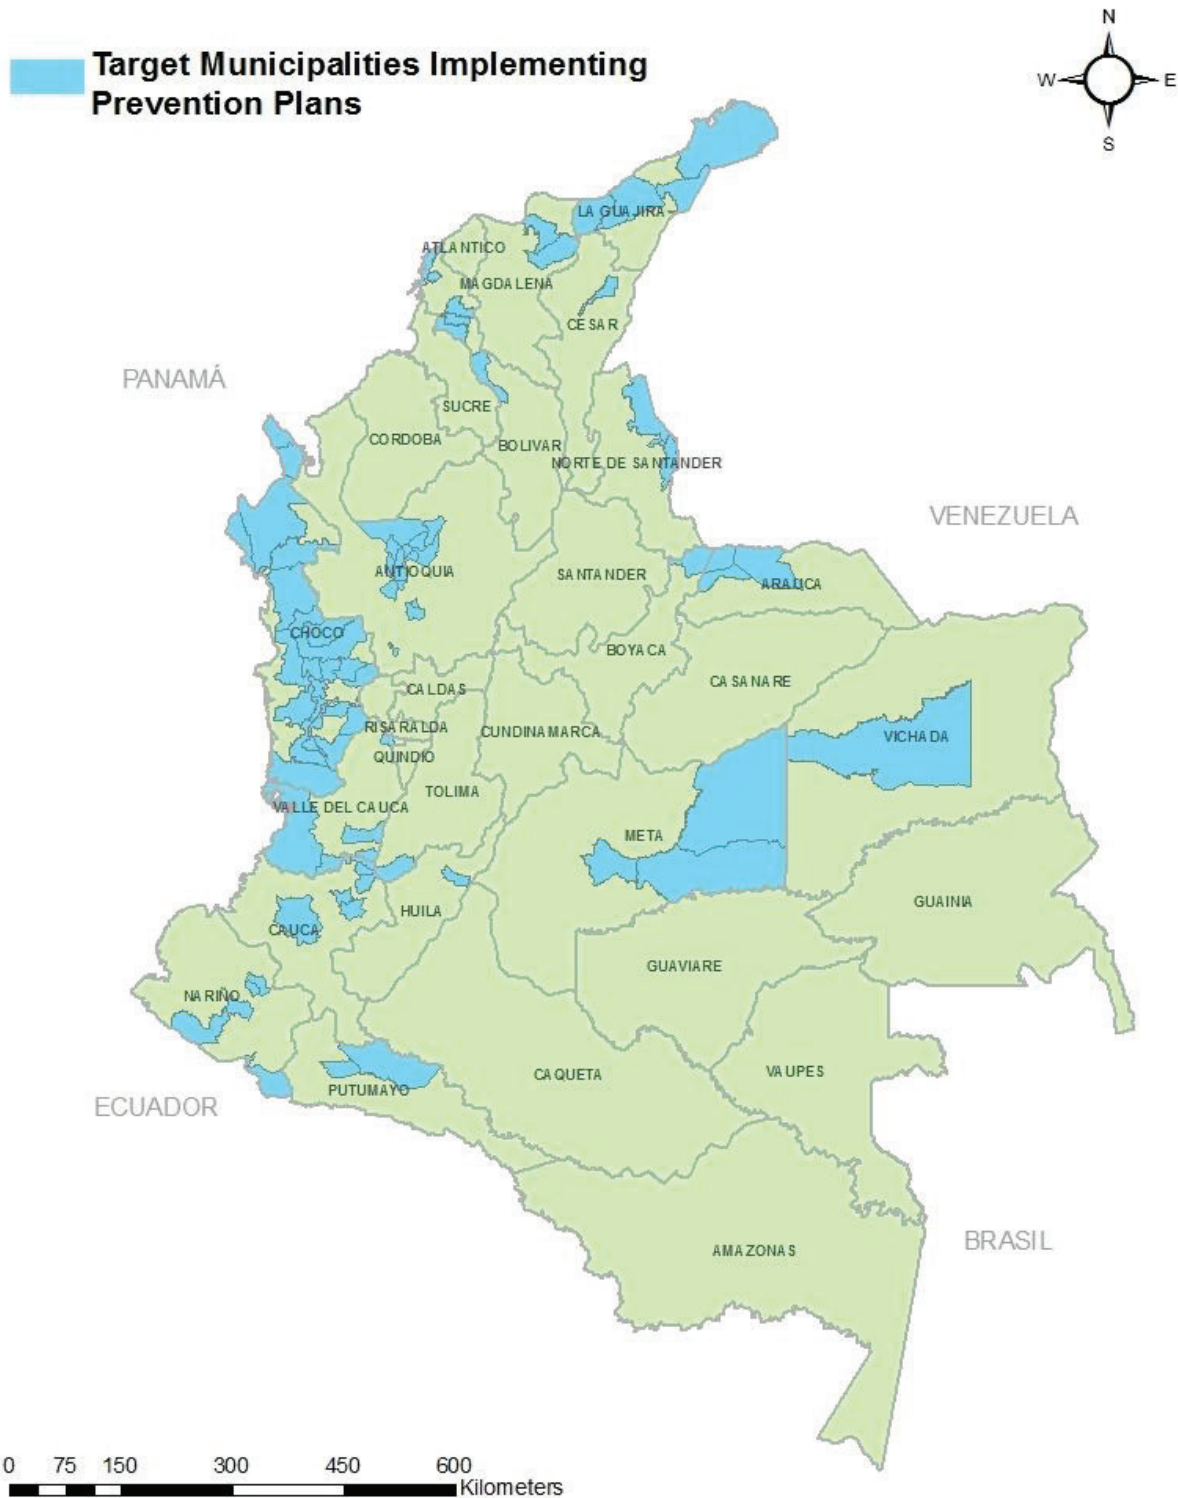 N
Target Municipalities Implementing
Prevention Plans
W
E
S
LA GUAJIRA
ATLANTICO
MAGDALENA
CESAR
PANAMÁ
SUCRE
CORDOBA
BOLIVAR
NORTE DE SANTANDER
VENEZUELA
ANTIOQUIA
SANTANDER
ARAUCA
CHOCO
BOYACA
CASANARE
CALDAS
RISARALDA
CUNDINAMARCA
VICHADA
QUINDIO
TOLIMA
VALLE DEL CAUCA
META
GUAINIA
HUILA
CAUCA
GUAVIARE
NARIÑO
CAQUETA
VAUPES
PUTUMAYO
ECUADOR
BRASIL
AMAZONAS
0 75 150 300 450 600
Kilometers